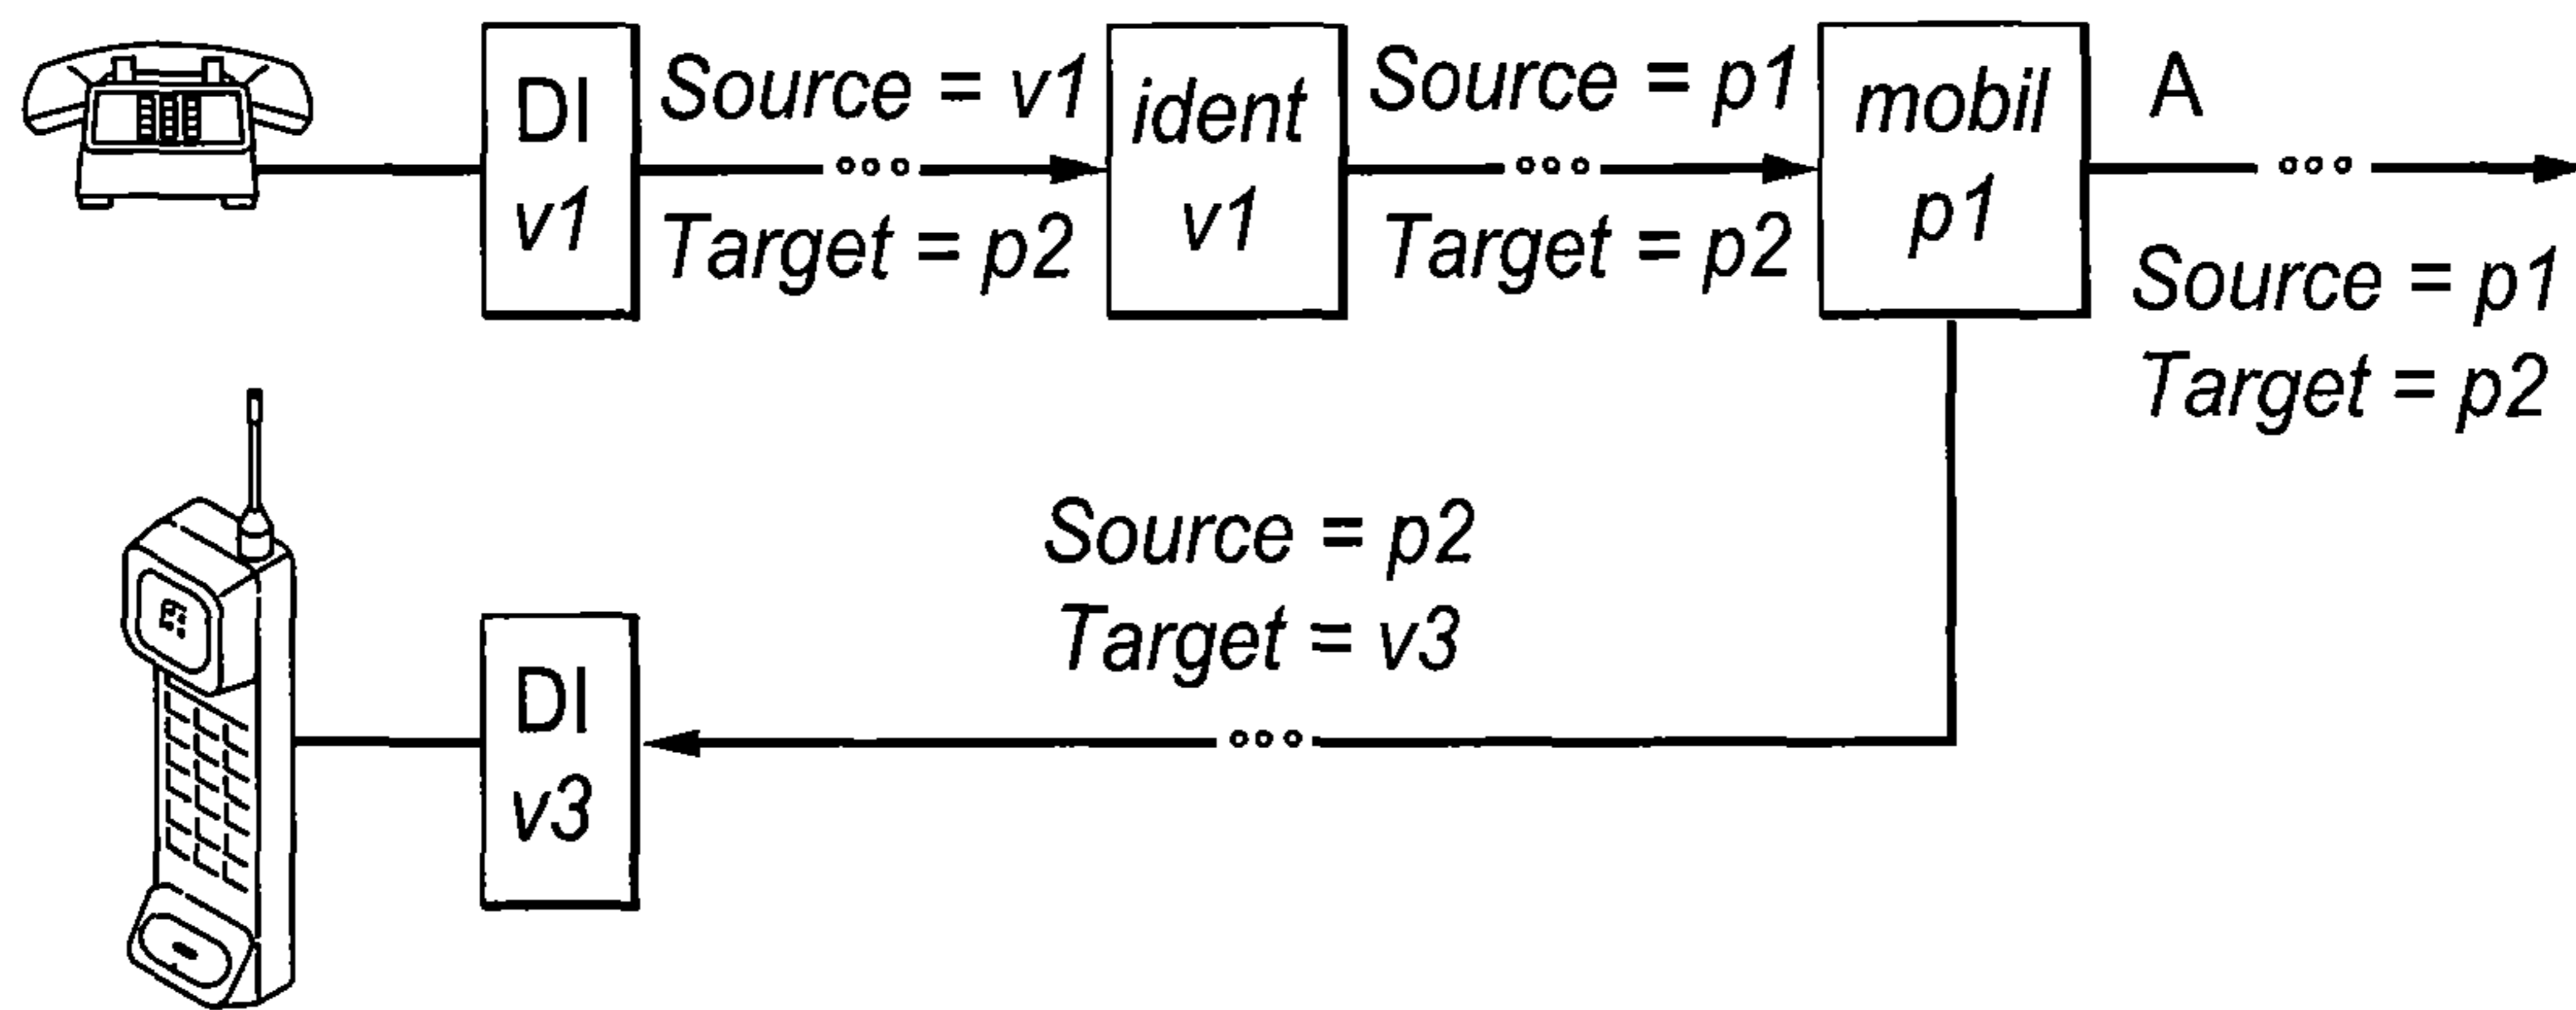 DI
v1
Source = v1
Target = p2
ident
v1
Source = p1
Target = p2
mobil
p1
A
Source = p1
Target = p2
Source = p2
Target = v3
DI
v3